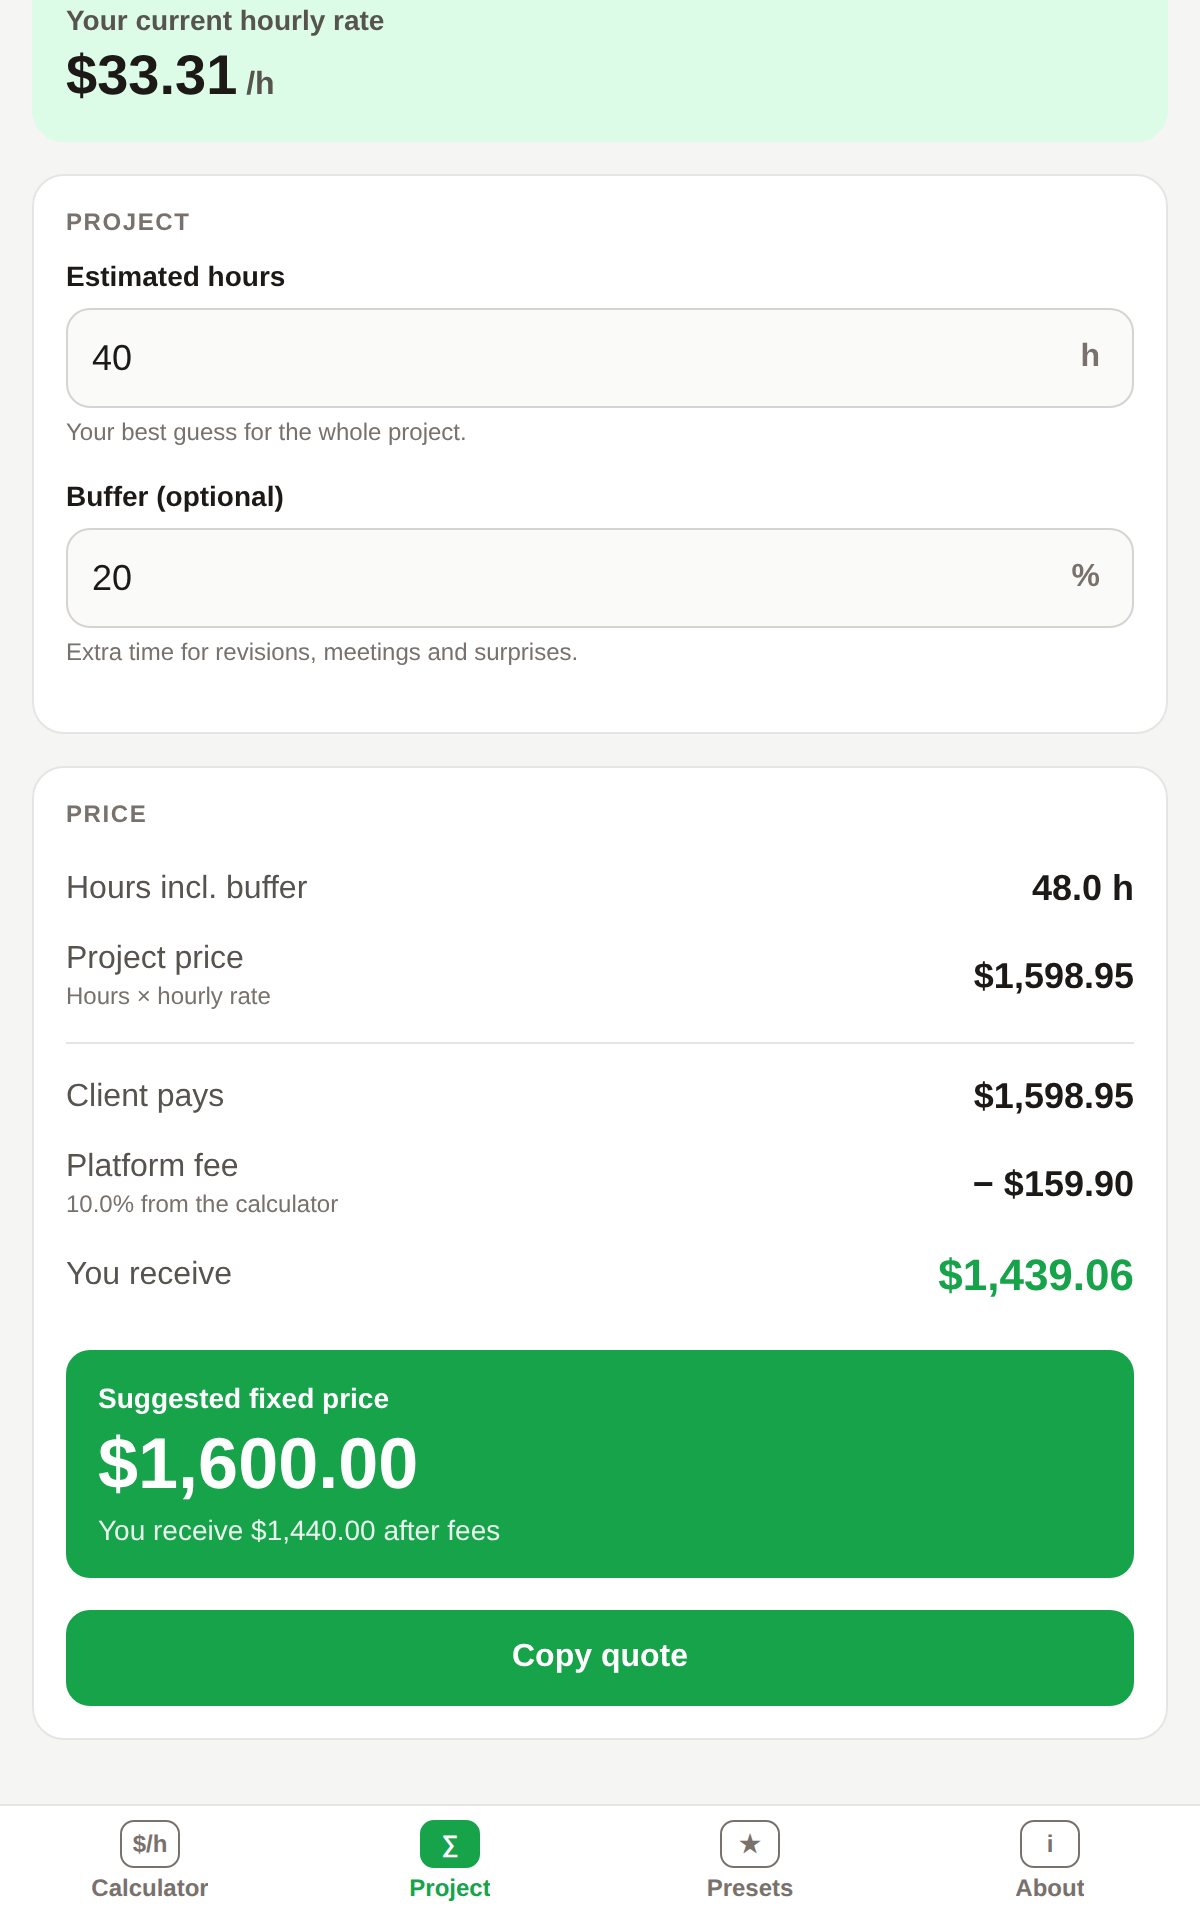 Your current hourly rate
$33.31 /h
PROJECT
Estimated hours
40 h
Your best guess for the whole project.
Buffer (optional)
20 %
Extra time for revisions, meetings and surprises.
PRICE
Hours incl. buffer 48.0 h
Project price $1,598.95
Hours × hourly rate
Client pays $1,598.95
Platform fee − $159.90
10.0% from the calculator
You receive $1,439.06
Suggested fixed price
$1,600.00
You receive $1,440.00 after fees
Copy quote
$/h ∑ ★ i
Calculator Project Presets About